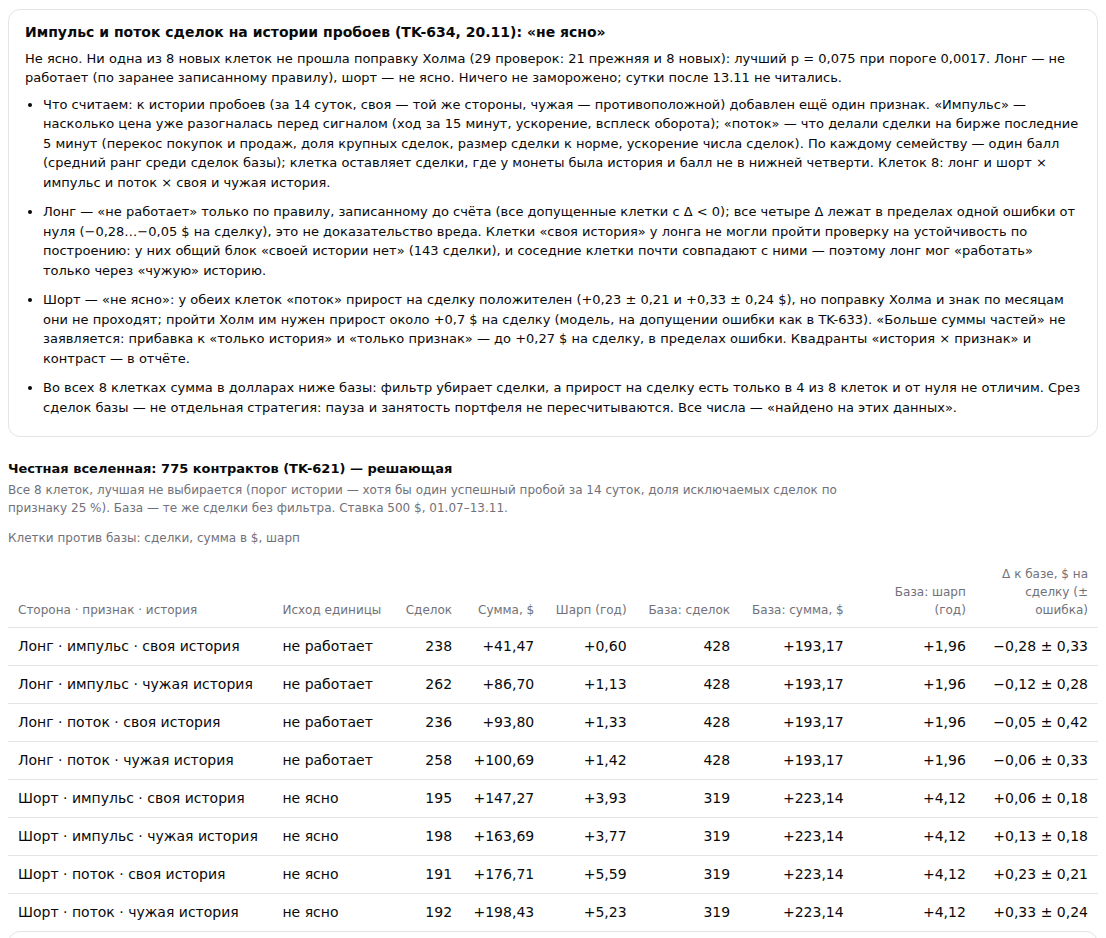 Импульс и поток сделок на истории пробоев (TK-634, 20.11): «не ясно»
Не ясно. Ни одна из 8 новых клеток не прошла поправку Холма (29 проверок: 21 прежняя и 8 новых): лучший p = 0,075 при пороге 0,0017. Лонг — не
работает (по заранее записанному правилу), шорт — не ясно. Ничего не заморожено; сутки после 13.11 не читались.
• Что считаем: к истории пробоев (за 14 суток, своя — той же стороны, чужая — противоположной) добавлен ещё один признак. «Импульс» —
насколько цена уже разогналась перед сигналом (ход за 15 минут, ускорение, всплеск оборота); «поток» — что делали сделки на бирже последние
5 минут (перекос покупок и продаж, доля крупных сделок, размер сделки к норме, ускорение числа сделок). По каждому семейству — один балл
(средний ранг среди сделок базы); клетка оставляет сделки, где у монеты была история и балл не в нижней четверти. Клеток 8: лонг и шорт ×
импульс и поток × своя и чужая история.
• Лонг — «не работает» только по правилу, записанному до счёта (все допущенные клетки с Δ < 0); все четыре Δ лежат в пределах одной ошибки от
нуля (−0,28…−0,05 $ на сделку), это не доказательство вреда. Клетки «своя история» у лонга не могли пройти проверку на устойчивость по
построению: у них общий блок «своей истории нет» (143 сделки), и соседние клетки почти совпадают с ними — поэтому лонг мог «работать»
только через «чужую» историю.
• Шорт — «не ясно»: у обеих клеток «поток» прирост на сделку положителен (+0,23 ± 0,21 и +0,33 ± 0,24 $), но поправку Холма и знак по месяцам
они не проходят; пройти Холм им нужен прирост около +0,7 $ на сделку (модель, на допущении ошибки как в TK-633). «Больше суммы частей» не
заявляется: прибавка к «только история» и «только признак» — до +0,27 $ на сделку, в пределах ошибки. Квадранты «история × признак» и
контраст — в отчёте.
• Во всех 8 клетках сумма в долларах ниже базы: фильтр убирает сделки, а прирост на сделку есть только в 4 из 8 клеток и от нуля не отличим. Срез
сделок базы — не отдельная стратегия: пауза и занятость портфеля не пересчитываются. Все числа — «найдено на этих данных».
Честная вселенная: 775 контрактов (TK-621) — решающая
Все 8 клеток, лучшая не выбирается (порог истории — хотя бы один успешный пробой за 14 суток, доля исключаемых сделок по
признаку 25 %). База — те же сделки без фильтра. Ставка 500 $, 01.07–13.11.
Клетки против базы: сделки, сумма в $, шарп
Сторона · признак · история Исход единицы Сделок Сумма, $ Шарп (год) База: сделок База: сумма, $ База: шарп (год) Δ к базе, $ на сделку (± ошибка)
Лонг · импульс · своя история не работает 238 +41,47 +0,60 428 +193,17 +1,96 −0,28 ± 0,33
Лонг · импульс · чужая история не работает 262 +86,70 +1,13 428 +193,17 +1,96 −0,12 ± 0,28
Лонг · поток · своя история не работает 236 +93,80 +1,33 428 +193,17 +1,96 −0,05 ± 0,42
Лонг · поток · чужая история не работает 258 +100,69 +1,42 428 +193,17 +1,96 −0,06 ± 0,33
Шорт · импульс · своя история не ясно 195 +147,27 +3,93 319 +223,14 +4,12 +0,06 ± 0,18
Шорт · импульс · чужая история не ясно 198 +163,69 +3,77 319 +223,14 +4,12 +0,13 ± 0,18
Шорт · поток · своя история не ясно 191 +176,71 +5,59 319 +223,14 +4,12 +0,23 ± 0,21
Шорт · поток · чужая история не ясно 192 +198,43 +5,23 319 +223,14 +4,12 +0,33 ± 0,24